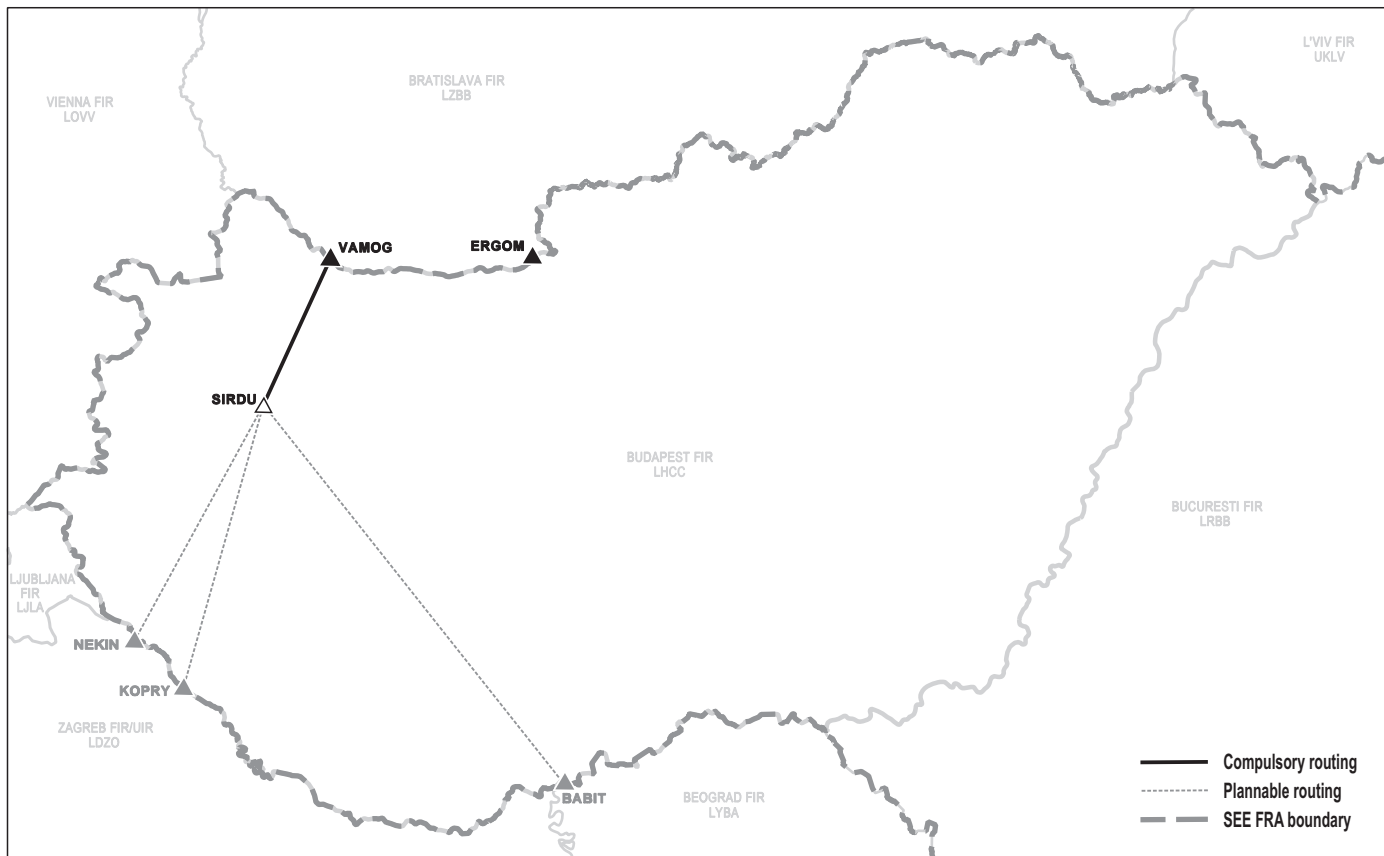 L'VIV FIR
UKLV
BRATISLAVA FIR
LZBB
VIENNA FIR
LOVV
VAMOG
ERGOM
SIRDU
BUDAPEST FIR
LHCC
BUCURESTI FIR
LRBB
LJUBLJANA
FIR
LJLA
NEKIN
KOPRY
ZAGREB FIR/UIR
LDZO
BABIT
BEOGRAD FIR
LYBA
Compulsory routing
Plannable routing
SEE FRA boundary